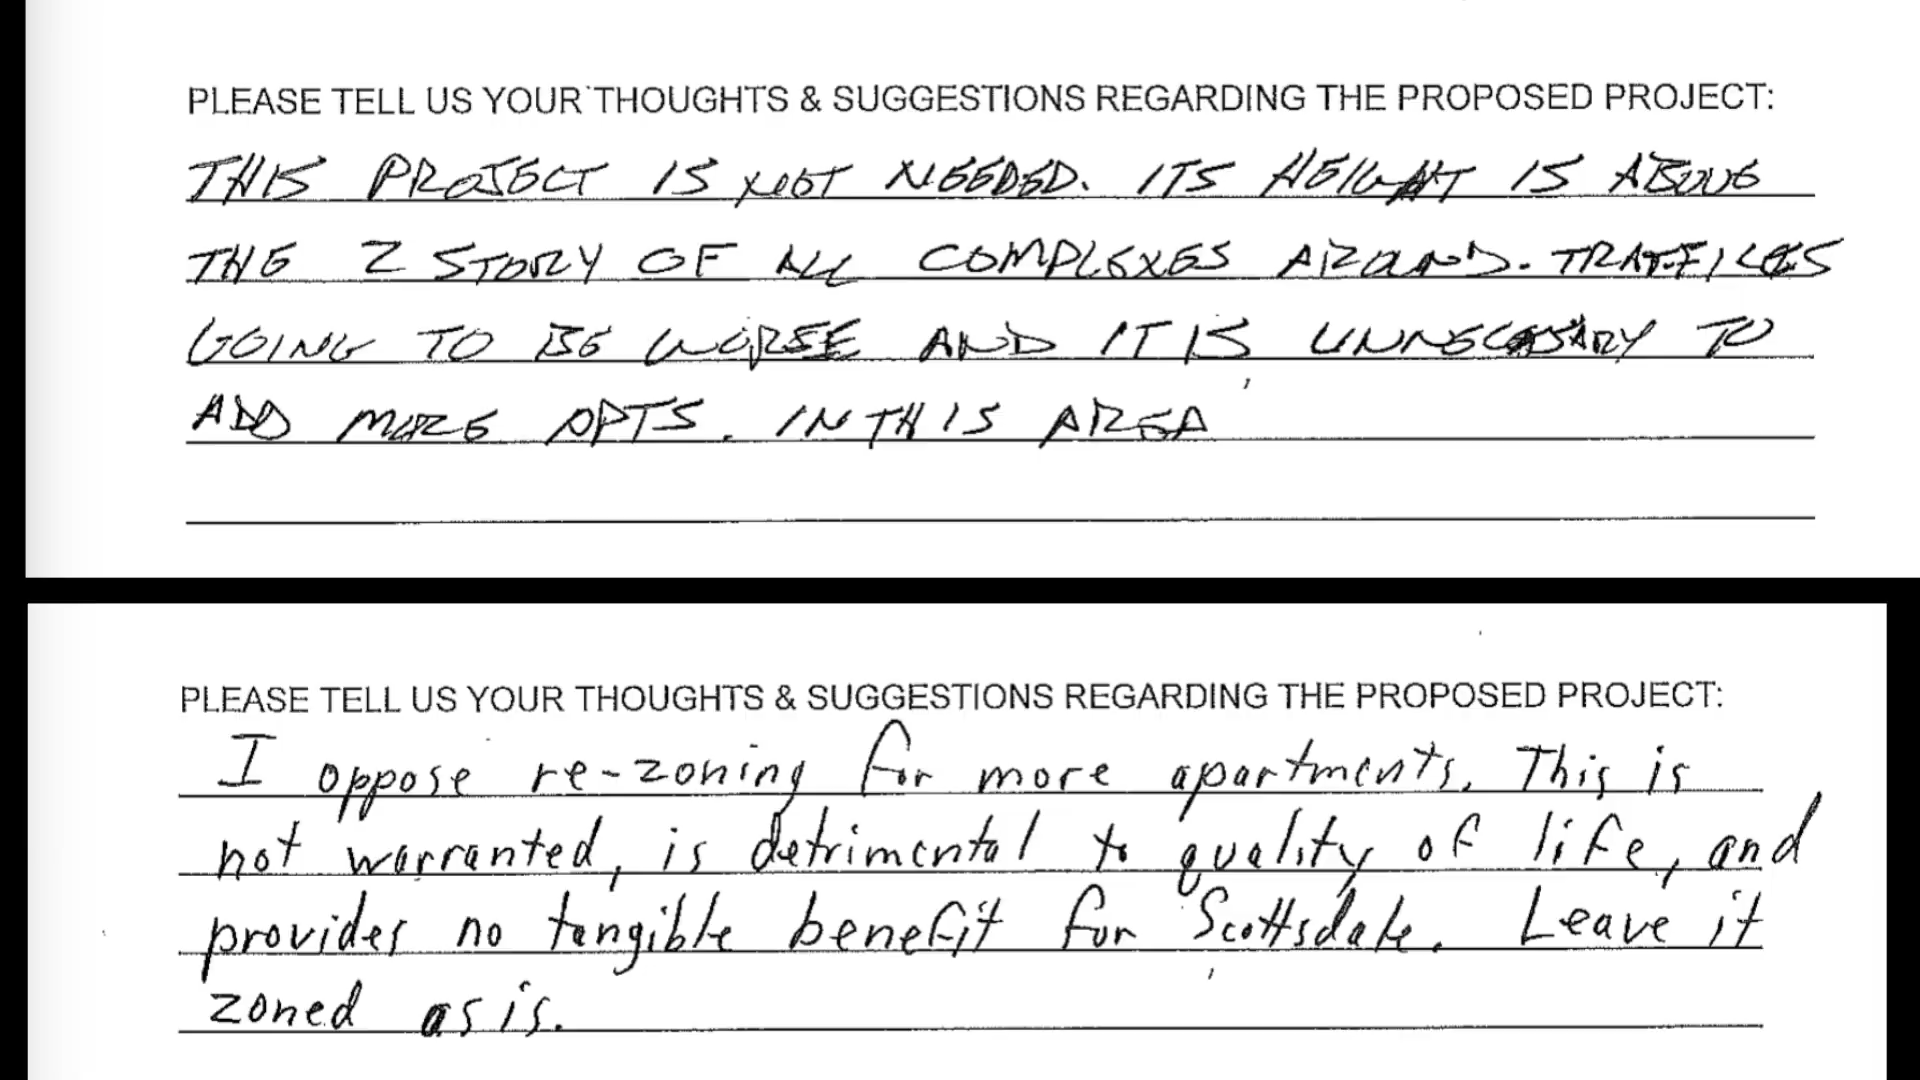 PLEASE TELL US YOUR THOUGHTS & SUGGESTIONS REGARDING THE PROPOSED PROJECT:
THIS PROJECT IS NOT NEEDED. ITS HEIGHT IS ABOVE
THE 2 STORY OF ALL COMPLEXES AROUND. TRAFFIC IS
GOING TO BE WORSE AND IT IS UNNECESSARY TO
ADD MORE APTS. IN THIS AREA
PLEASE TELL US YOUR THOUGHTS & SUGGESTIONS REGARDING THE PROPOSED PROJECT:
I oppose re-zoning for more apartments. This is
not warranted, is detrimental to quality of life, and
provides no tangible benefit for Scottsdale. Leave it
zoned as is.